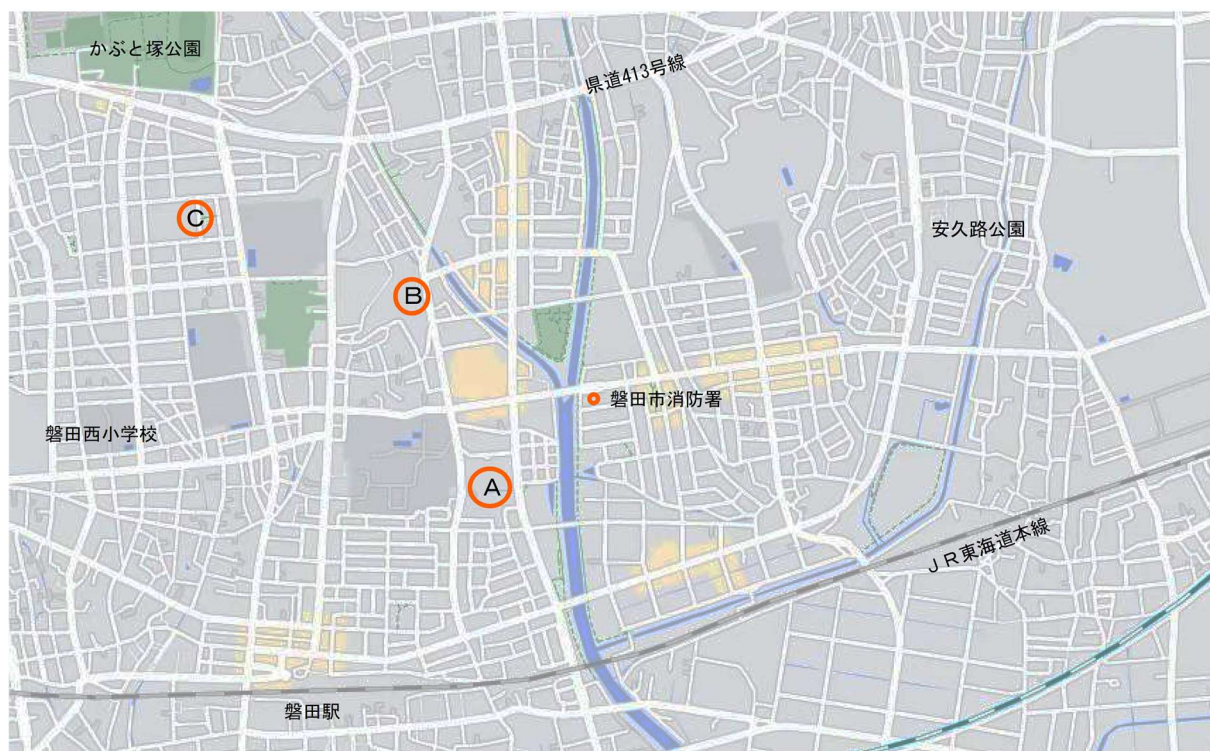 かぶと塚公園
県道413号線
C
安久路公園
B
磐田市消防署
磐田西小学校
A
JR東海道本線
磐田駅